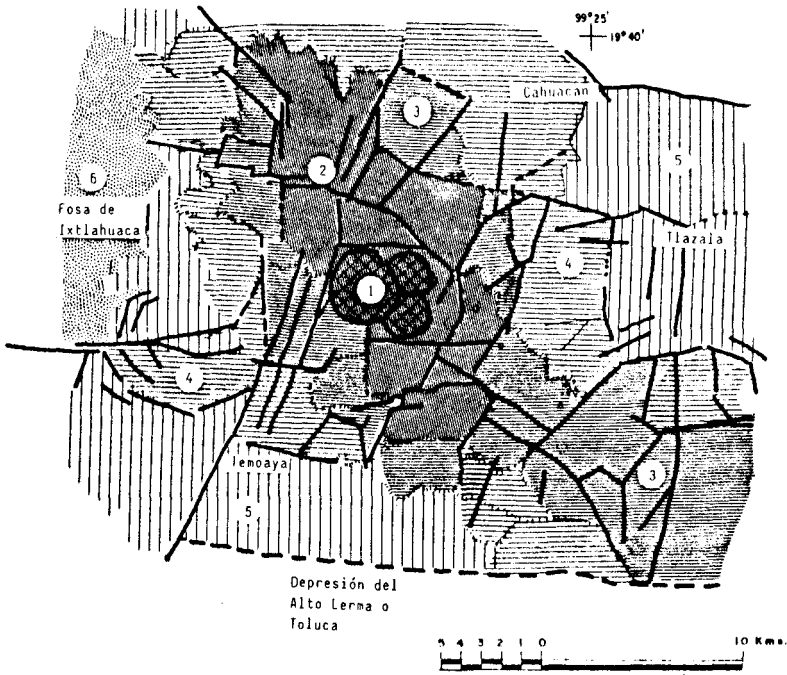 99°25'
19°40'
Cahuacan
3
5
2
6
Fosa de
Ixtlahuaca
Tlazala
4
1
4
Temoaya
3
5
Depresión del
Alto Lerma o
Toluca
5 4 3 2 1 0 10 Kms.